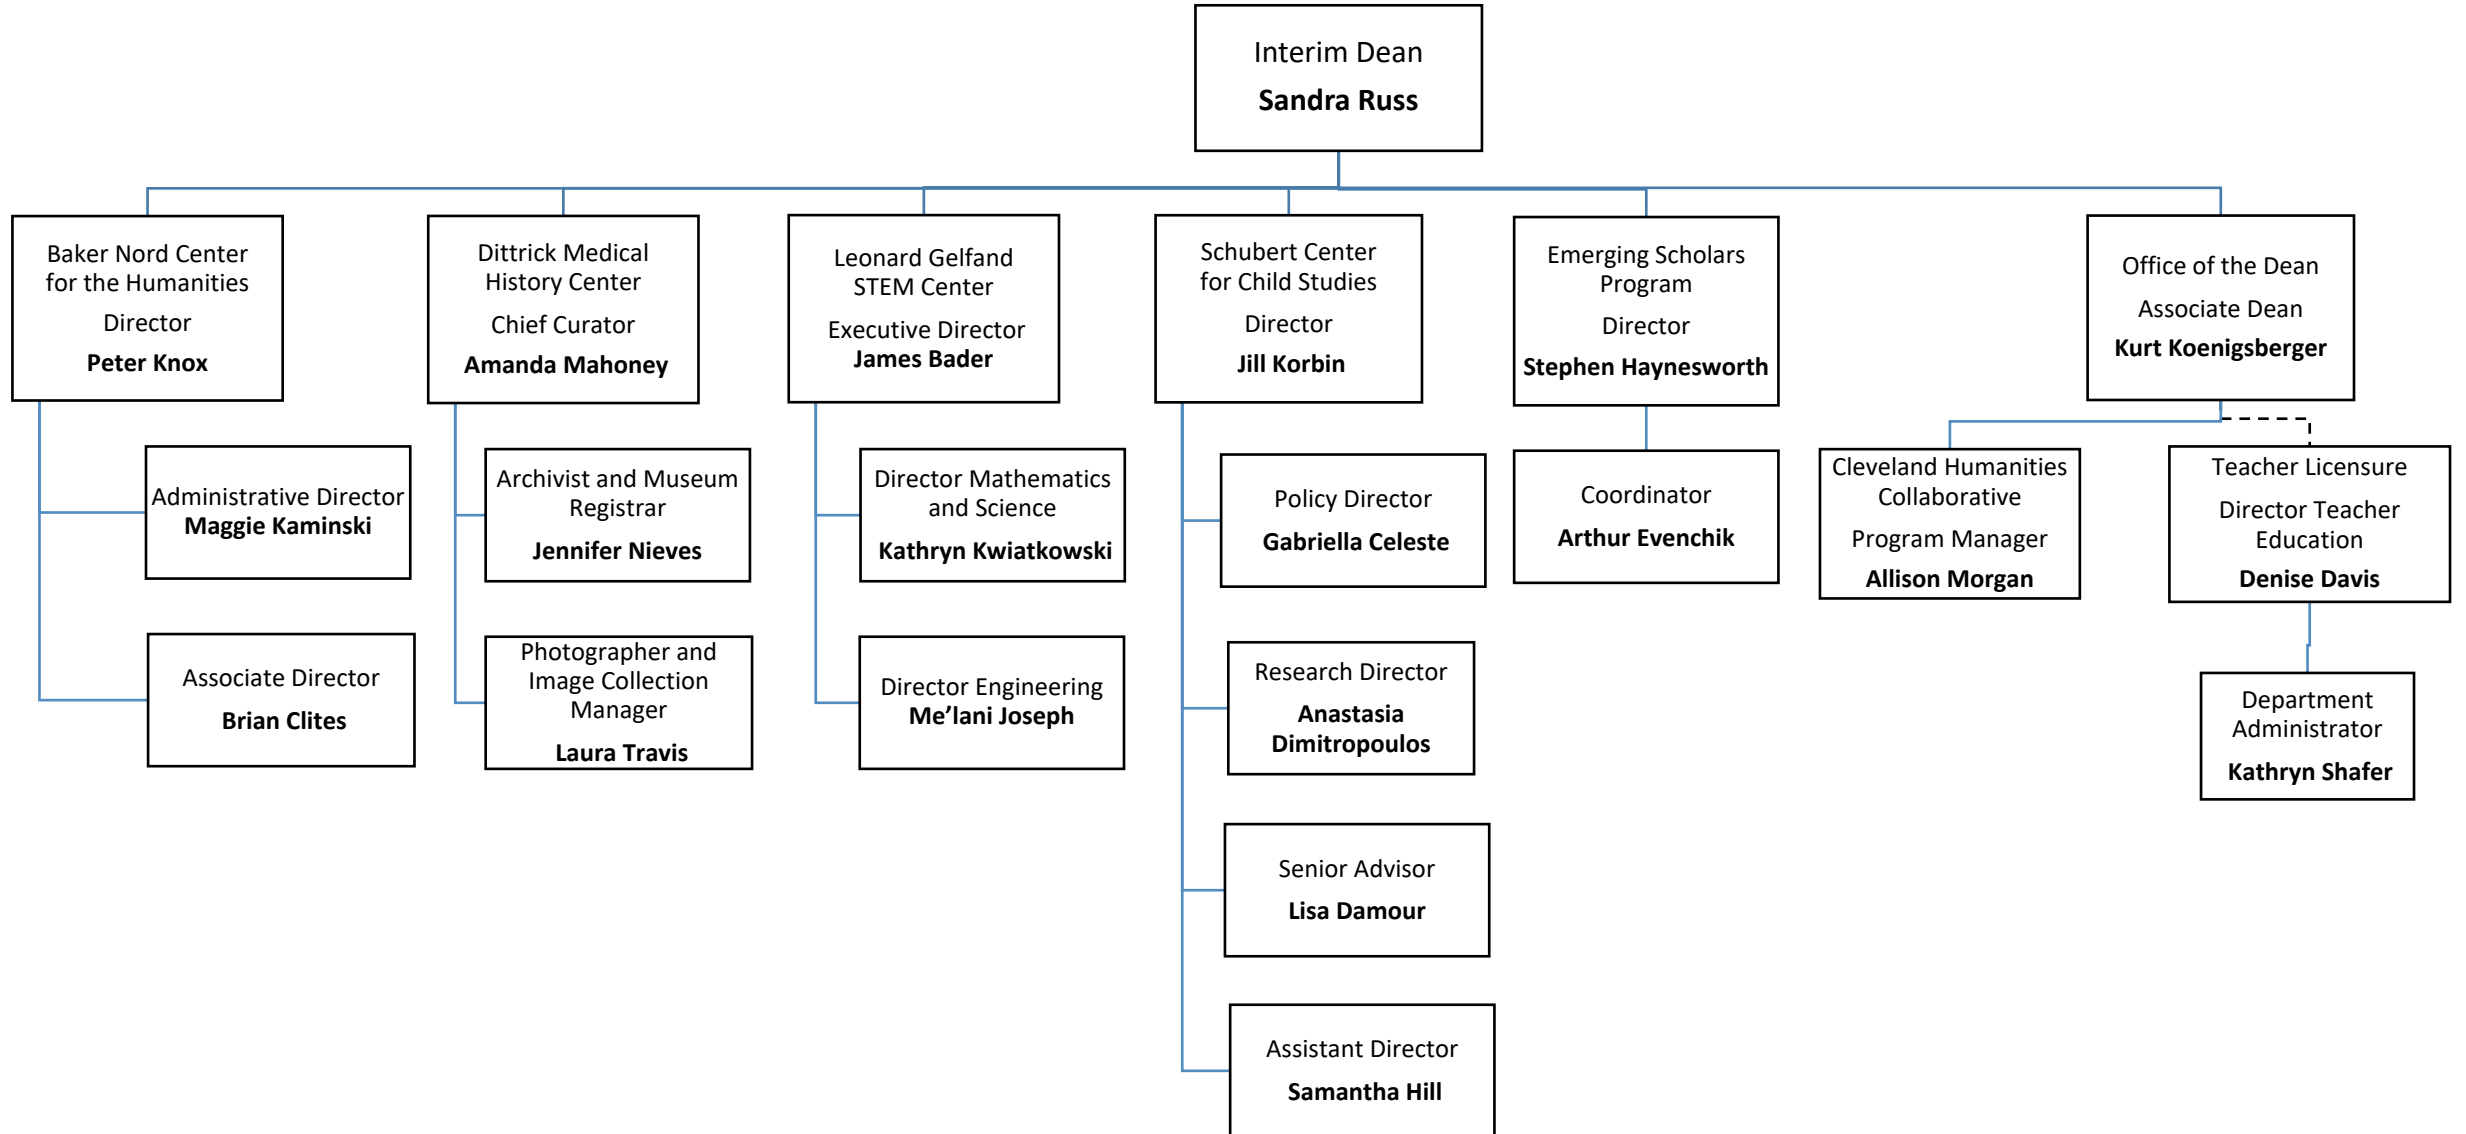 Interim Dean
Sandra Russ
Baker Nord Center
for the Humanities
Director
Peter Knox
Dittrick Medical
History Center
Chief Curator
Amanda Mahoney
Leonard Gelfand
STEM Center
Executive Director
James Bader
Schubert Center
for Child Studies
Director
Jill Korbin
Emerging Scholars
Program
Director
Stephen Haynesworth
Office of the Dean
Associate Dean
Kurt Koenigsberger
Administrative Director
Maggie Kaminski
Archivist and Museum
Registrar
Jennifer Nieves
Director Mathematics
and Science
Kathryn Kwiatkowski
Policy Director
Gabriella Celeste
Coordinator
Arthur Evenchik
Cleveland Humanities
Collaborative
Program Manager
Allison Morgan
Teacher Licensure
Director Teacher
Education
Denise Davis
Associate Director
Brian Clites
Photographer and
Image Collection
Manager
Laura Travis
Director Engineering
Me’lani Joseph
Research Director
Anastasia
Dimitropoulos
Department
Administrator
Kathryn Shafer
Senior Advisor
Lisa Damour
Assistant Director
Samantha Hill